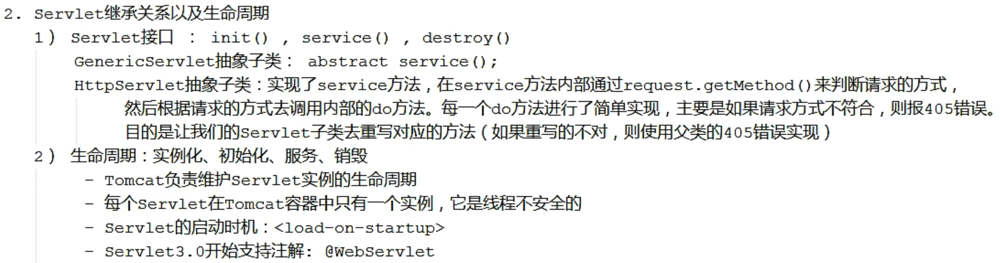 2. Servlet继承关系以及生命周期
1) Servlet接口 : init() , service() , destroy()
GenericServlet抽象子类: abstract service();
HttpServlet抽象子类:实现了service方法,在service方法内部通过request.getMethod()来判断请求的方式,
然后根据请求的方式去调用内部的do方法。每一个do方法进行了简单实现,主要是如果请求方式不符合,则报405错误。
目的是让我们的Servlet子类去重写对应的方法(如果重写的不对,则使用父类的405错误实现)
2) 生命周期:实例化、初始化、服务、销毁
- Tomcat负责维护Servlet实例的生命周期
- 每个Servlet在Tomcat容器中只有一个实例,它是线程不安全的
- Servlet的启动时机:<load-on-startup>
- Servlet3.0开始支持注解: @WebServlet